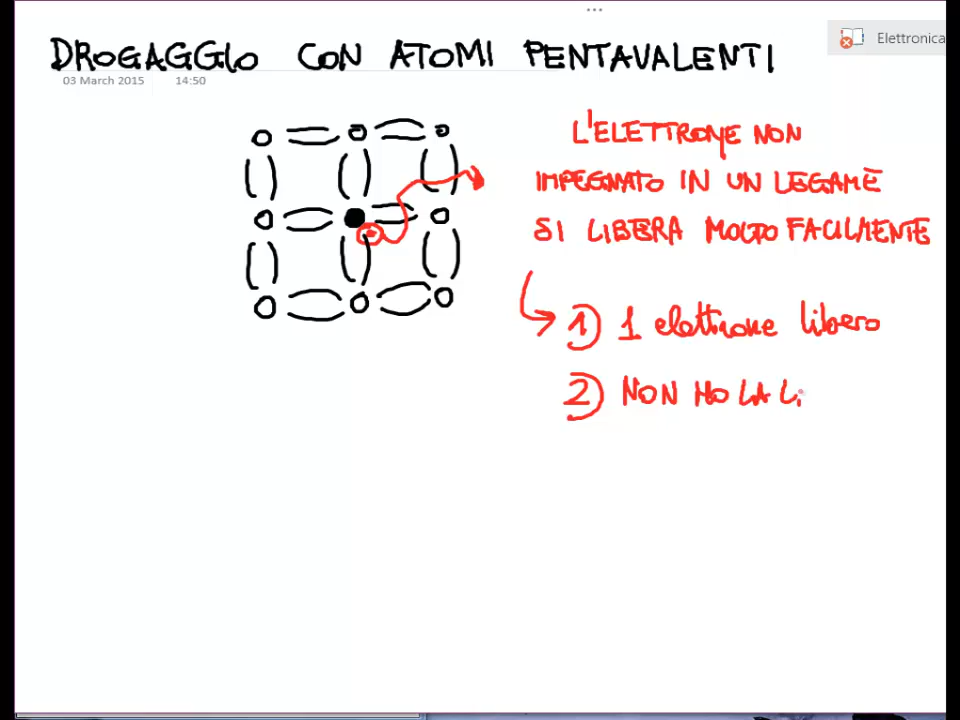 DROGAGGIO CON ATOMI PENTAVALENTI
03 March 2015 14:50
Elettronica
L'ELETTRONE NON
IMPEGNATO IN UN LEGAME
SI LIBERA MOLTO FACILMENTE
1) 1 elettrone libero
2) NON HO LA LI